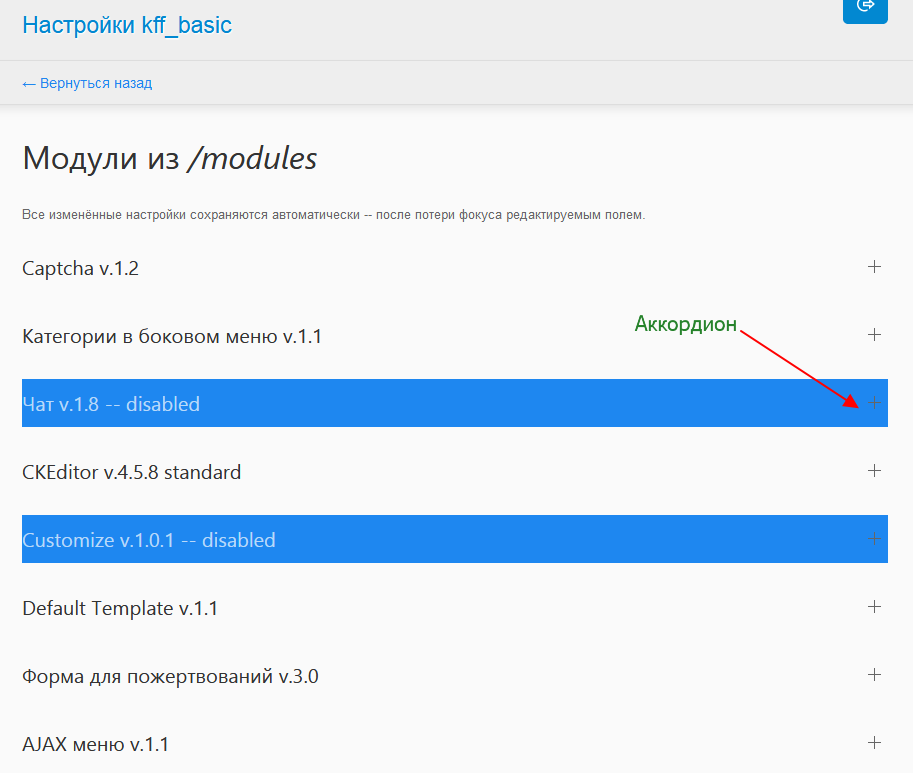 Настройки kff_basic
← Вернуться назад
Модули из /modules
Все изменённые настройки сохраняются автоматически -- после потери фокуса редактируемым полем.
Captcha v.1.2
Аккордион
Категории в боковом меню v.1.1
Чат v.1.8 -- disabled
CKEditor v.4.5.8 standard
Customize v.1.0.1 -- disabled
Default Template v.1.1
Форма для пожертвований v.3.0
AJAX меню v.1.1